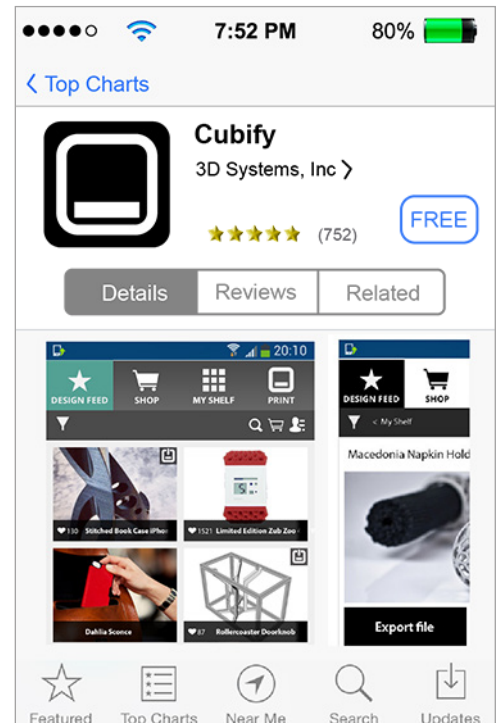 7:52 PM
80%
Top Charts
Cubify
3D Systems, Inc
(752)
FREE
Details
Reviews
Related
20:10
DESIGN FEED
SHOP
MY SHELF
PRINT
130 Stitched Book Case iPhon
1521 Limited Edition Zub Zoo
Dahlia Sconce
87 Rollercoaster Doorknob
DESIGN FEED
SHOP
< My Shelf
Macedonia Napkin Hold
Export file
Featured
Top Charts
Near Me
Search
Updates